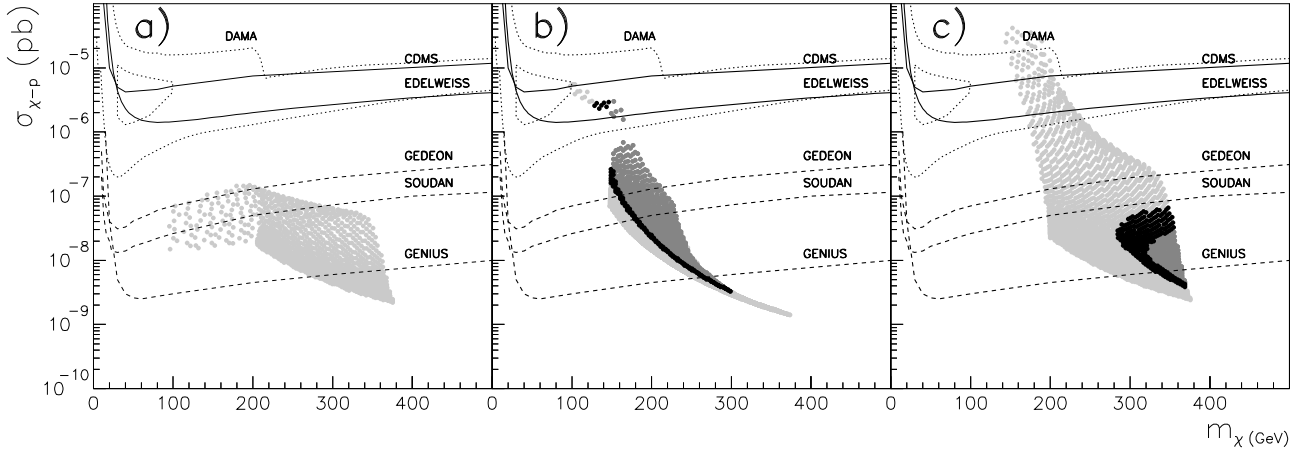 a)
b)
c)
DAMA
CDMS
EDELWEISS
GEDEON
SOUDAN
GENIUS
DAMA
CDMS
EDELWEISS
GEDEON
SOUDAN
GENIUS
DAMA
CDMS
EDELWEISS
GEDEON
SOUDAN
GENIUS
σχ−p (pb)
10-5
10-6
10-7
10-8
10-9
10-10
0 100 200 300 400
0 100 200 300 400
0 100 200 300 400
mχ (GeV)